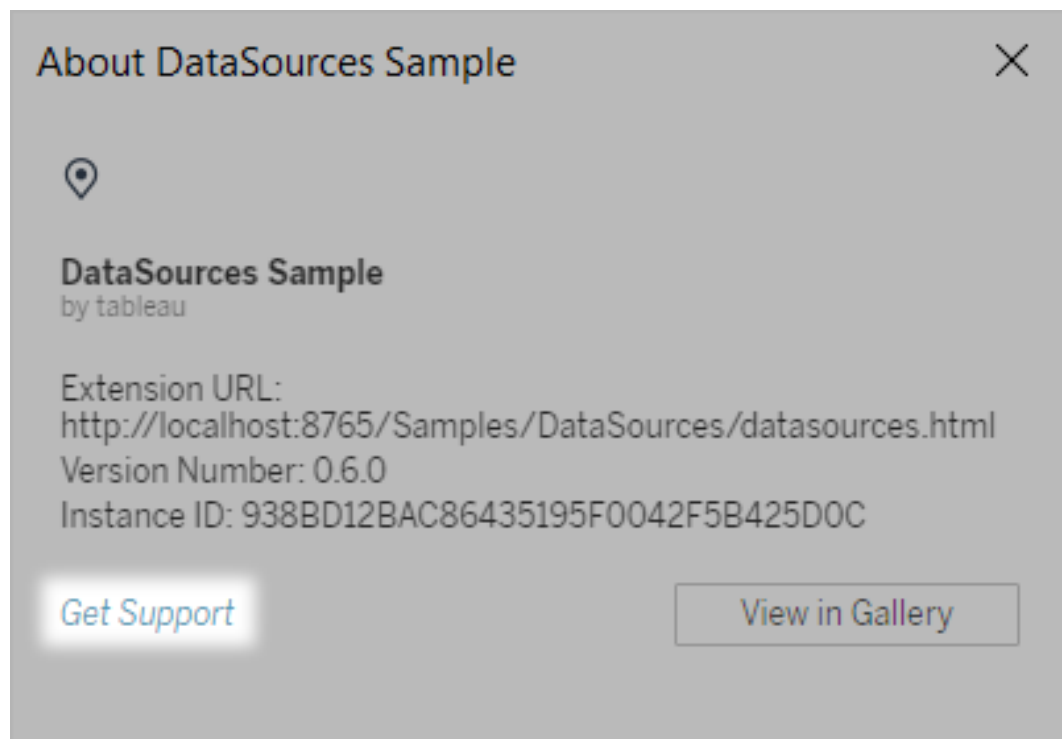 About DataSources Sample
DataSources Sample
by tableau
Extension URL:
http://localhost:8765/Samples/DataSources/datasources.html
Version Number: 0.6.0
Instance ID: 938BD12BAC86435195F0042F5B425D0C
Get Support
View in Gallery